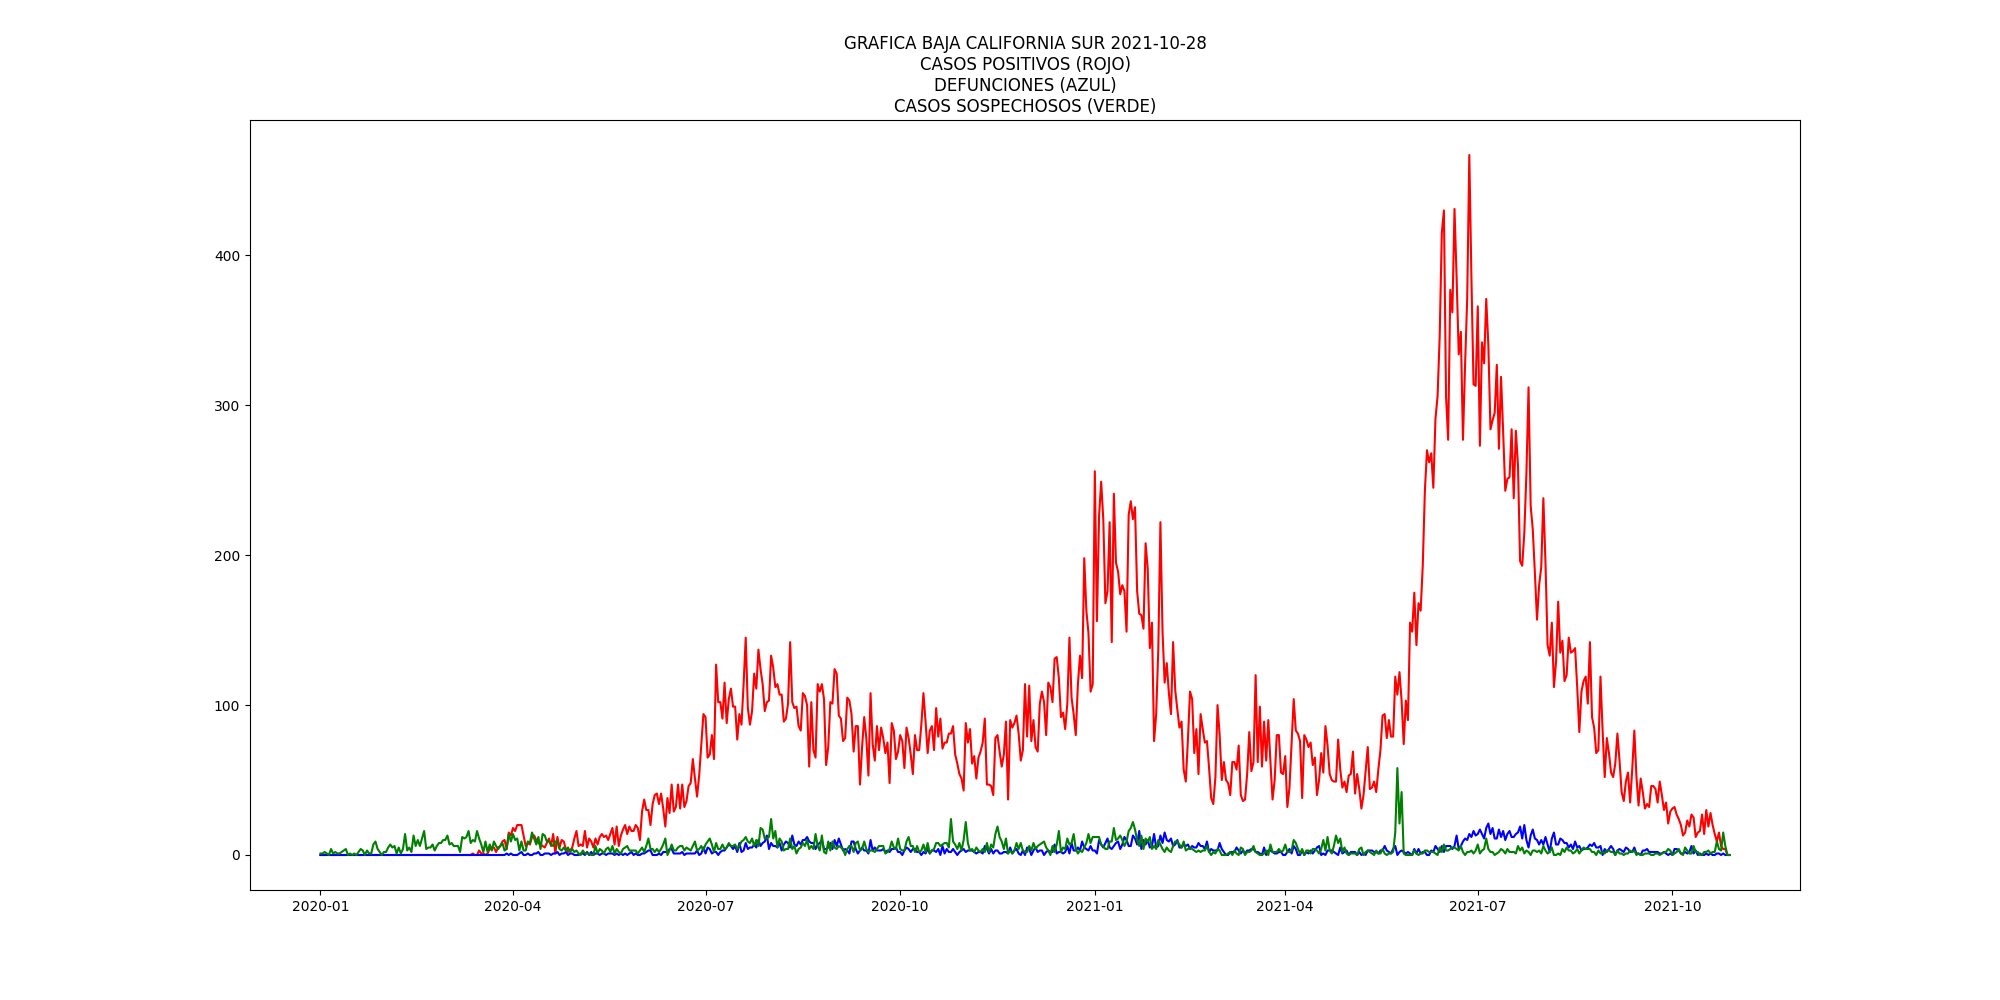 GRAFICA BAJA CALIFORNIA SUR 2021-10-28
CASOS POSITIVOS (ROJO)
DEFUNCIONES (AZUL)
CASOS SOSPECHOSOS (VERDE)
400
300
200
100
0
2020-01 2020-04 2020-07 2020-10 2021-01 2021-04 2021-07 2021-10